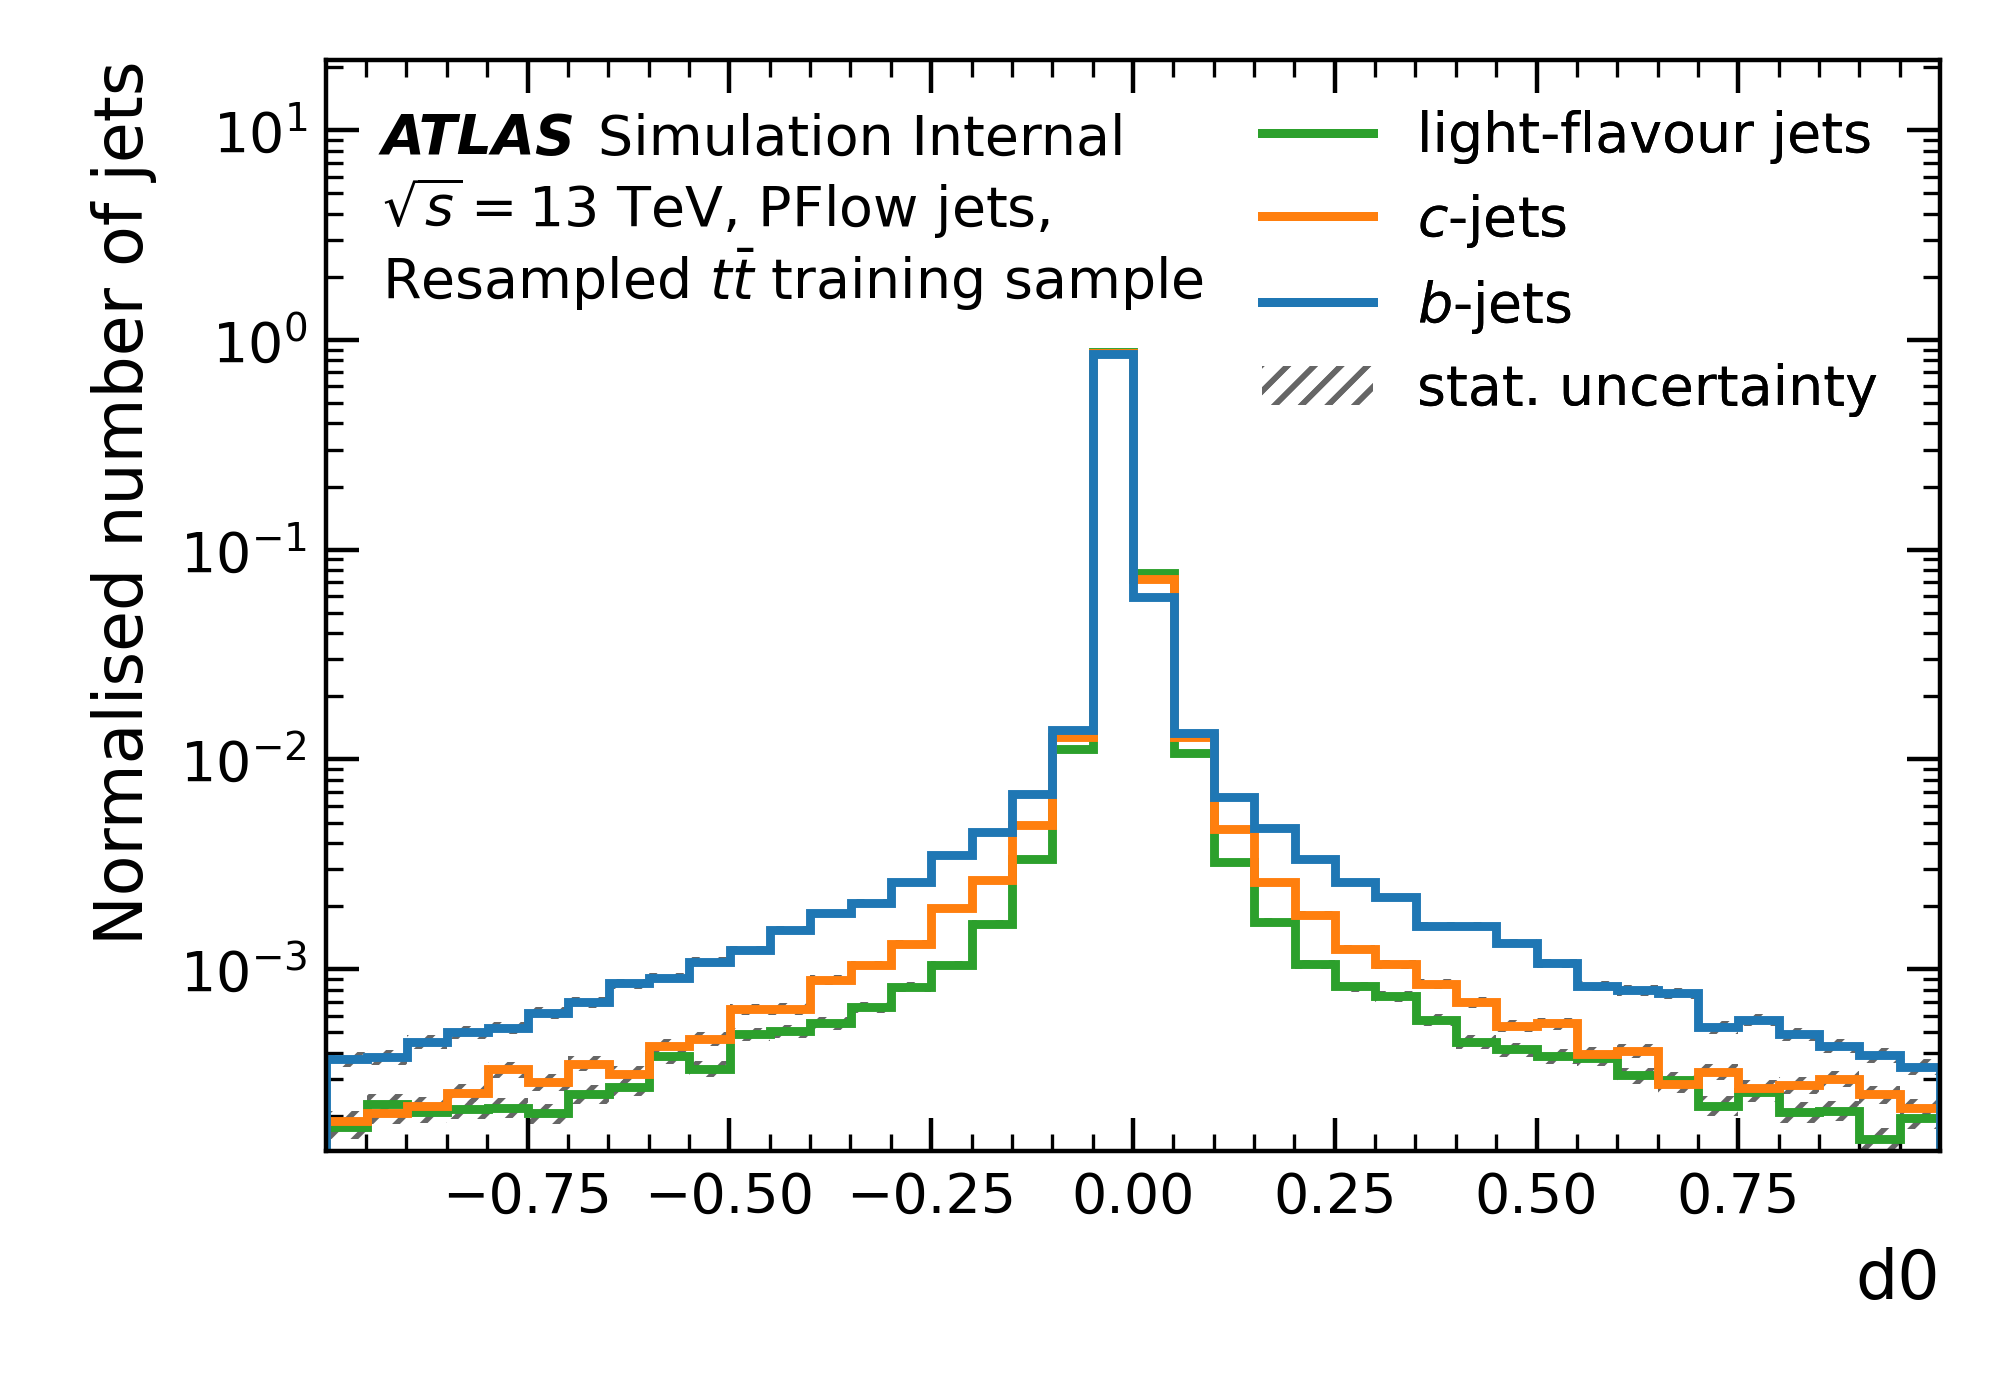 Normalised number of jets
10¹
10⁰
10⁻¹
10⁻²
10⁻³
ATLAS Simulation Internal
√s = 13 TeV, PFlow jets,
Resampled tt̄ training sample
light-flavour jets
c-jets
b-jets
stat. uncertainty
−0.75 −0.50 −0.25 0.00 0.25 0.50 0.75
d0